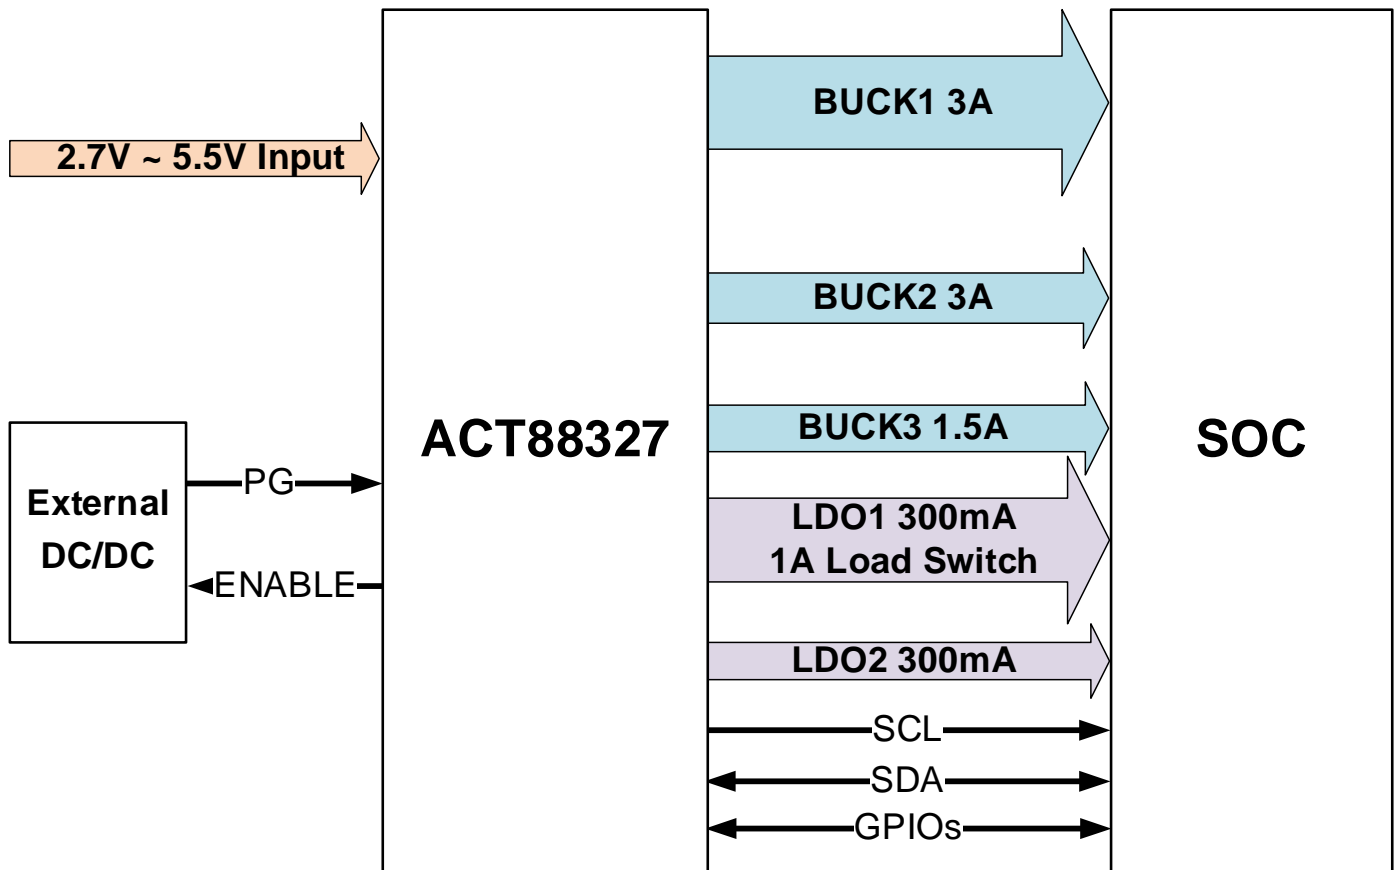 2.7V ~ 5.5V Input
External
DC/DC
PG
ENABLE
ACT88327
BUCK1 3A
BUCK2 3A
BUCK3 1.5A
LDO1 300mA
1A Load Switch
LDO2 300mA
SCL
SDA
GPIOs
SOC